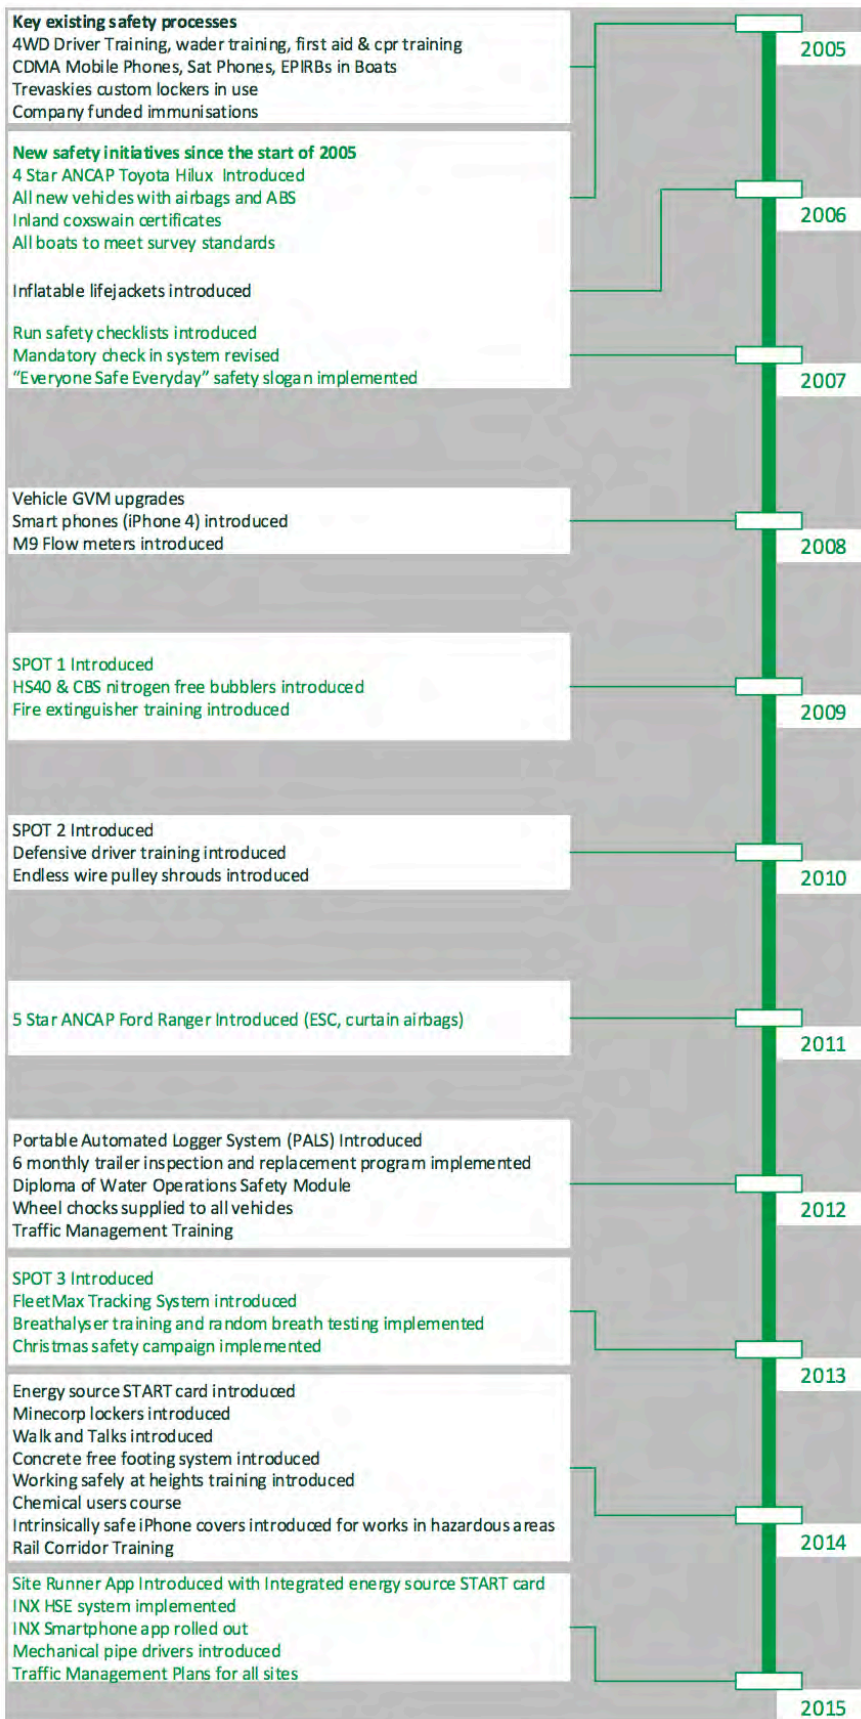 Key existing safety processes
4WD Driver Training, wader training, first aid & cpr training
CDMA Mobile Phones, Sat Phones, EPIRBs in Boats
Trevaskies custom lockers in use
Company funded immunisations
2005
New safety initiatives since the start of 2005
4 Star ANCAP Toyota Hilux Introduced
All new vehicles with airbags and ABS
Inland coxswain certificates
All boats to meet survey standards
Inflatable lifejackets introduced
2006
Run safety checklists introduced
Mandatory check in system revised
“Everyone Safe Everyday” safety slogan implemented
2007
Vehicle GVM upgrades
Smart phones (iPhone 4) introduced
M9 Flow meters introduced
2008
SPOT 1 Introduced
HS40 & CBS nitrogen free bubblers introduced
Fire extinguisher training introduced
2009
SPOT 2 Introduced
Defensive driver training introduced
Endless wire pulley shrouds introduced
2010
5 Star ANCAP Ford Ranger Introduced (ESC, curtain airbags)
2011
Portable Automated Logger System (PALS) Introduced
6 monthly trailer inspection and replacement program implemented
Diploma of Water Operations Safety Module
Wheel chocks supplied to all vehicles
Traffic Management Training
2012
SPOT 3 Introduced
FleetMax Tracking System introduced
Breathalyser training and random breath testing implemented
Christmas safety campaign implemented
2013
Energy source START card introduced
Minecorp lockers introduced
Walk and Talks introduced
Concrete free footing system introduced
Working safely at heights training introduced
Chemical users course
Intrinsically safe iPhone covers introduced for works in hazardous areas
Rail Corridor Training
2014
Site Runner App Introduced with Integrated energy source START card
INX HSE system implemented
INX Smartphone app rolled out
Mechanical pipe drivers introduced
Traffic Management Plans for all sites
2015